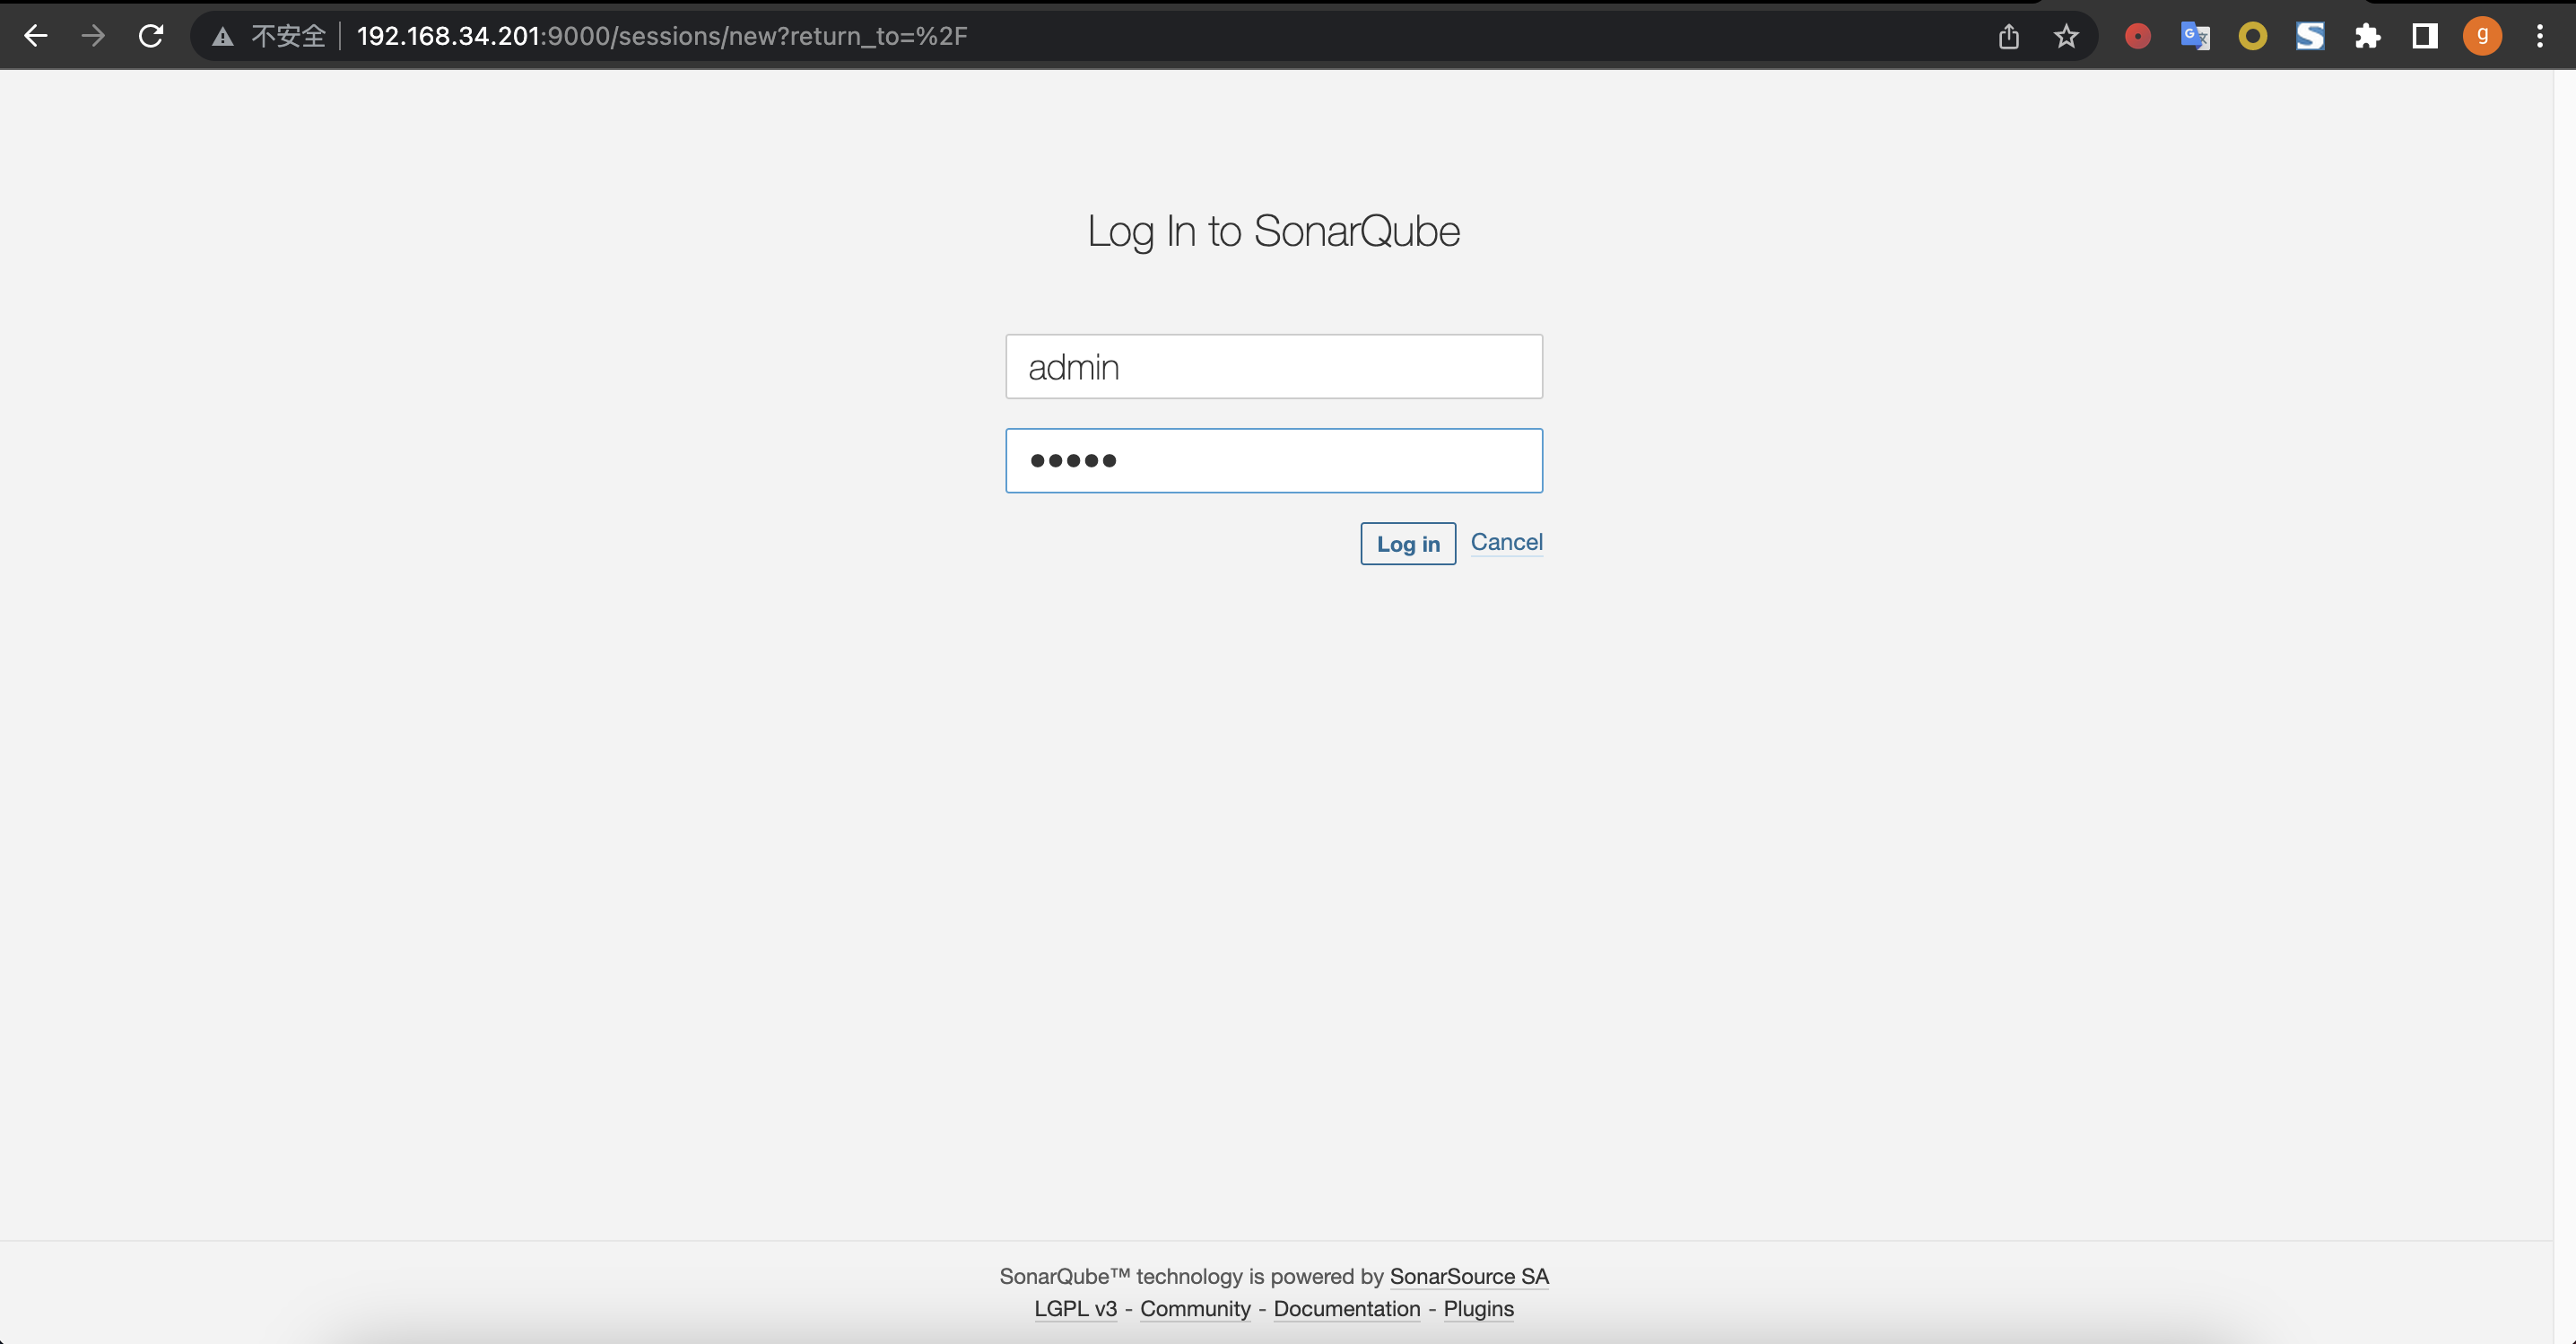 不安全 192.168.34.201:9000/sessions/new?return_to=%2F
g
Log In to SonarQube
admin
•••••
Log in Cancel
SonarQube™ technology is powered by SonarSource SA
LGPL v3 - Community - Documentation - Plugins